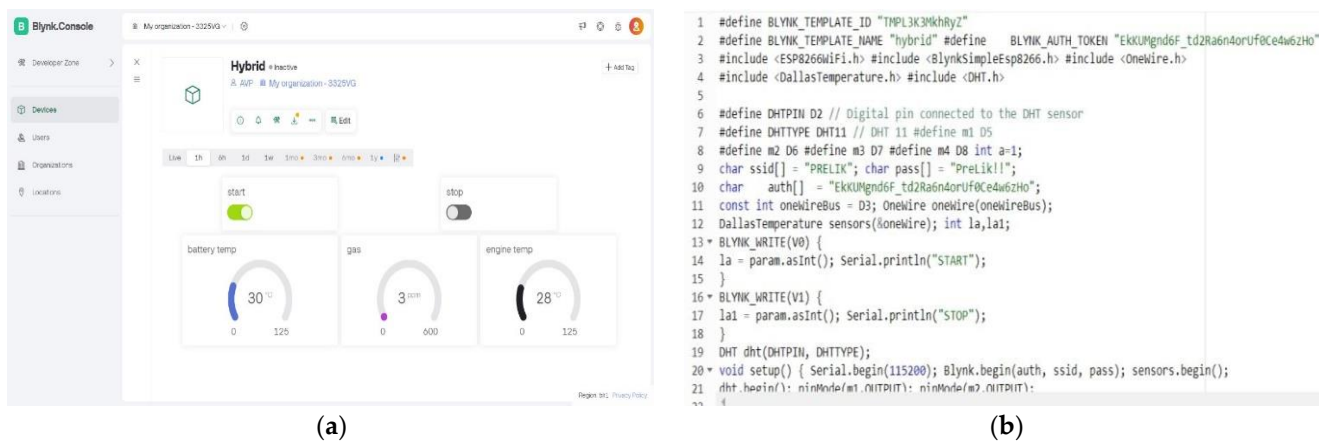 B Blynk.Console
My organization - 3325VG
Developer Zone
Devices
Users
Organizations
Locations
Hybrid • Inactive
AVP My organization - 3325VG
+ Add Tag
Edit
Live 1h 6h 1d 1w 1mo 3mo 6mo 1y
start
stop
battery temp
30 °C
0 125
gas
3 ppm
0 600
engine temp
28 °C
0 125
Region: blr1 Privacy Policy
(a)
1 #define BLYNK_TEMPLATE_ID "TMPL3K3MkhRyZ"
2 #define BLYNK_TEMPLATE_NAME "hybrid" #define BLYNK_AUTH_TOKEN "EkKUMgnd6F_td2Ra6n4orUf0Ce4w6zHo"
3 #include <ESP8266WiFi.h> #include <BlynkSimpleEsp8266.h> #include <OneWire.h>
4 #include <DallasTemperature.h> #include <DHT.h>
5
6 #define DHTPIN D2 // Digital pin connected to the DHT sensor
7 #define DHTTYPE DHT11 // DHT 11 #define m1 D5
8 #define m2 D6 #define m3 D7 #define m4 D8 int a=1;
9 char ssid[] = "PRELIK"; char pass[] = "PreLik!!";
10 char auth[] = "EkKUMgnd6F_td2Ra6n4orUf0Ce4w6zHo";
11 const int oneWireBus = D3; OneWire oneWire(oneWireBus);
12 DallasTemperature sensors(&oneWire); int la,la1;
13 BLYNK_WRITE(V0) {
14 la = param.asInt(); Serial.println("START");
15 }
16 BLYNK_WRITE(V1) {
17 la1 = param.asInt(); Serial.println("STOP");
18 }
19 DHT dht(DHTPIN, DHTTYPE);
20 void setup() { Serial.begin(115200); Blynk.begin(auth, ssid, pass); sensors.begin();
21 dht.begin(); pinMode(m1,OUTPUT); pinMode(m2,OUTPUT);
(b)